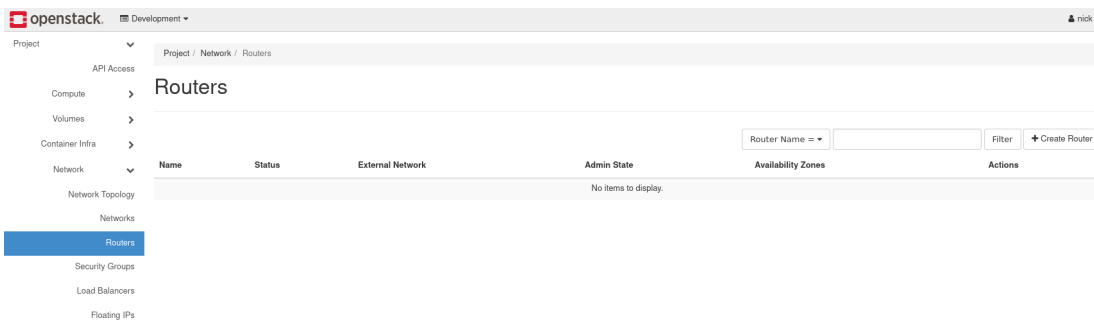 openstack. Development nick
Project
API Access
Compute
Volumes
Container Infra
Network
Network Topology
Networks
Routers
Security Groups
Load Balancers
Floating IPs
Project / Network / Routers
Routers
Router Name = Filter + Create Router
Name Status External Network Admin State Availability Zones Actions
No items to display.